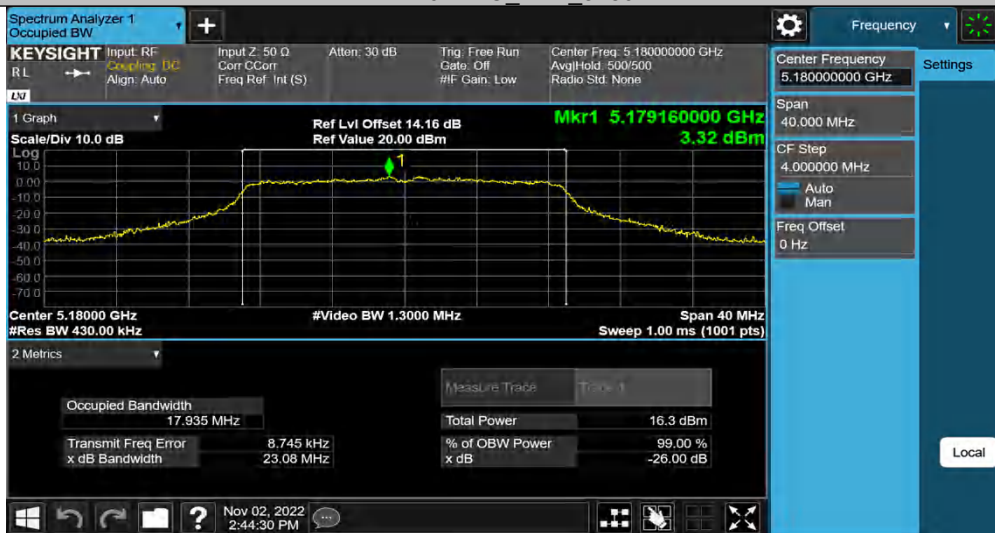 Spectrum Analyzer 1
Occupied BW
+
Frequency
KEYSIGHT
RL
LXI
Input: RF
Coupling: DC
Align: Auto
Input Z: 50 Ω
Corr CCorr
Freq Ref: Int (S)
Atten: 30 dB
Trig: Free Run
Gate: Off
#IF Gain: Low
Center Freq: 5.180000000 GHz
Avg|Hold: 500/500
Radio Std: None
Center Frequency
5.180000000 GHz
Settings
Span
40.000 MHz
CF Step
4.000000 MHz
Auto
Man
Freq Offset
0 Hz
Local
1 Graph
Scale/Div 10.0 dB
Ref Lvl Offset 14.16 dB
Ref Value 20.00 dBm
Mkr1 5.179160000 GHz
3.32 dBm
Log
10.0
0.00
-10.0
-20.0
-30.0
-40.0
-50.0
-60.0
-70.0
1
Center 5.18000 GHz
#Res BW 430.00 kHz
#Video BW 1.3000 MHz
Span 40 MHz
Sweep 1.00 ms (1001 pts)
2 Metrics
Measure Trace Trace 1
Occupied Bandwidth
17.935 MHz
Total Power 16.3 dBm
Transmit Freq Error 8.745 kHz
% of OBW Power 99.00 %
x dB Bandwidth 23.08 MHz
x dB -26.00 dB
?
Nov 02, 2022
2:44:30 PM